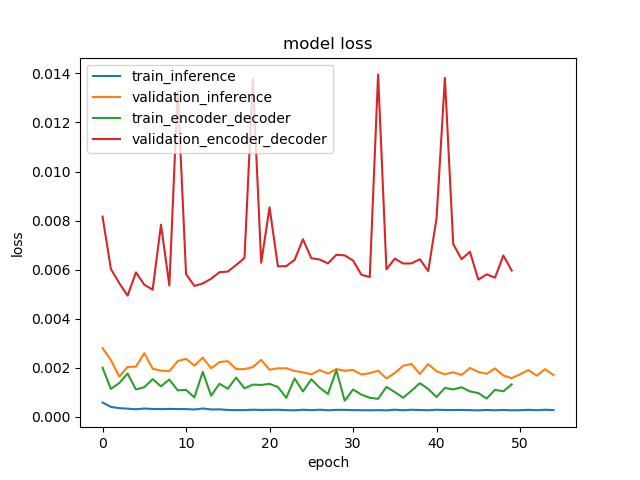 model loss
train_inference
validation_inference
train_encoder_decoder
validation_encoder_decoder
0.014
0.012
0.010
0.008
0.006
0.004
0.002
0.000
loss
0 10 20 30 40 50
epoch